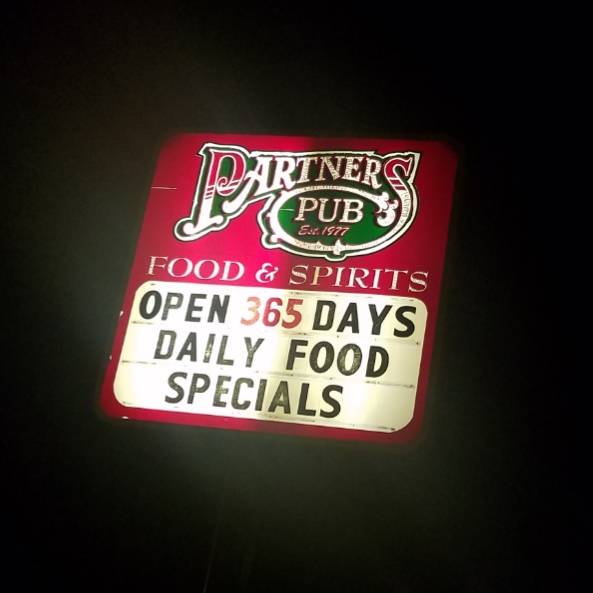 PARTNERS
PUB
Est. 1977
FOOD & SPIRITS
OPEN 365 DAYS
DAILY FOOD
SPECIALS